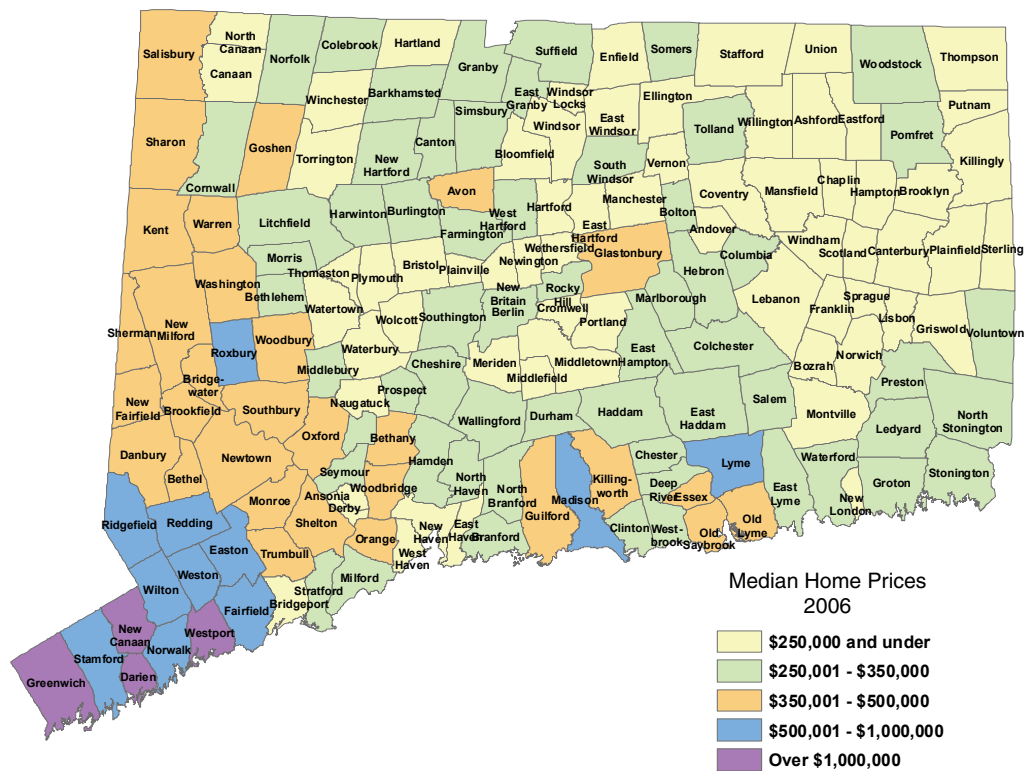 North
Canaan
Salisbury
Canaan
Norfolk
Colebrook
Hartland
Granby
Suffield
Enfield
Somers
Stafford
Union
Woodstock
Thompson
Winchester
Barkhamsted
East
Granby
Windsor
Locks
Simsbury
Ellington
Putnam
Sharon
Goshen
Torrington
New
Hartford
Canton
Bloomfield
Windsor
East
Windsor
Tolland
Willington
Ashford
Eastford
Pomfret
Killingly
Cornwall
South
Windsor
Vernon
Avon
Coventry
Mansfield
Chaplin
Hampton
Brooklyn
Kent
Warren
Litchfield
Harwinton
Burlington
West
Hartford
Farmington
Hartford
East
Hartford
Manchester
Bolton
Andover
Windham
Scotland
Canterbury
Plainfield
Sterling
Morris
Thomaston
Plymouth
Bristol
Plainville
Newington
Wethersfield
Glastonbury
Hebron
Columbia
Washington
Bethlehem
Watertown
Wolcott
Southington
New
Britain
Berlin
Rocky
Hill
Cromwell
Portland
Marlborough
Lebanon
Franklin
Sprague
Lisbon
Griswold
Voluntown
Sherman
New
Milford
Roxbury
Woodbury
Middlebury
Waterbury
Cheshire
Meriden
Middletown
Middlefield
East
Hampton
Colchester
Bozrah
Norwich
Bridge-
water
Naugatuck
Prospect
Preston
New
Fairfield
Brookfield
Southbury
Oxford
Bethany
Wallingford
Durham
Haddam
East
Haddam
Salem
Montville
Ledyard
North
Stonington
Danbury
Newtown
Bethel
Seymour
Hamden
North
Haven
North
Branford
Guilford
Madison
Killing-
worth
Chester
Deep
River
Essex
Lyme
East
Lyme
Waterford
New
London
Groton
Stonington
Ridgefield
Redding
Monroe
Ansonia
Derby
Woodbridge
Shelton
Orange
New
Haven
East
Haven
Branford
West
Haven
Clinton
West-
brook
Old
Saybrook
Old
Lyme
Easton
Trumbull
Weston
Wilton
Milford
Stratford
Bridgeport
Fairfield
New
Canaan
Westport
Norwalk
Stamford
Darien
Greenwich
Median Home Prices
2006
$250,000 and under
$250,001 - $350,000
$350,001 - $500,000
$500,001 - $1,000,000
Over $1,000,000